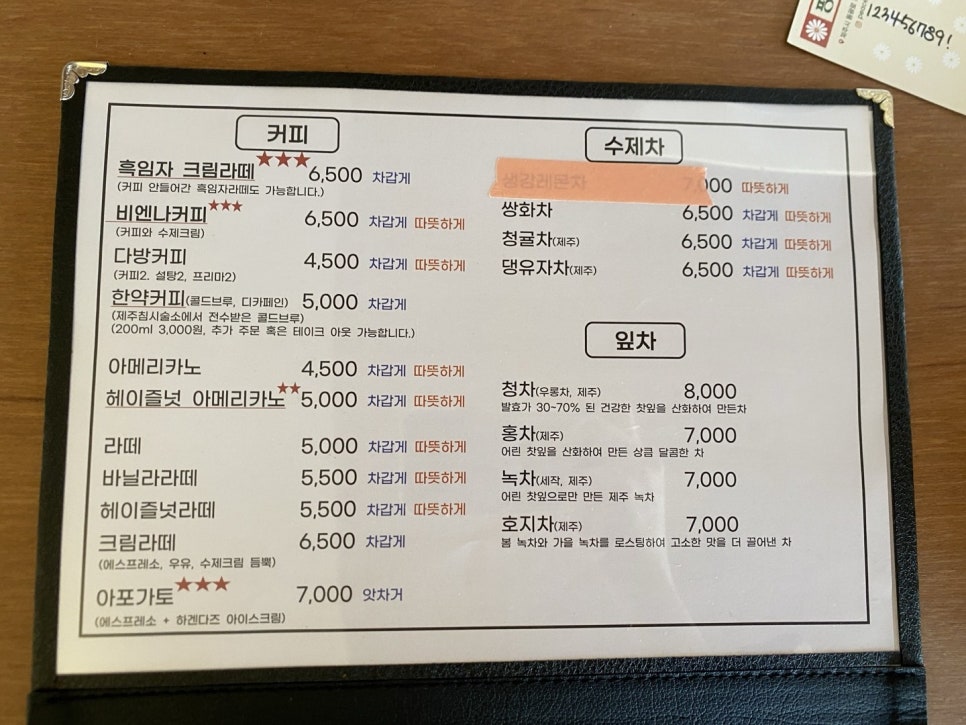 123456789!
커피
흑임자 크림라떼★★★ 6,500 차갑게
(커피 안들어간 흑임자라떼도 가능합니다.)
비엔나커피★★★ 6,500 차갑게 따뜻하게
(커피와 수제크림)
다방커피 4,500 차갑게 따뜻하게
(커피2. 설탕2, 프리마2)
한약커피(콜드브루, 디카페인) 5,000 차갑게
(제주침시술소에서 전수받은 콜드브루)
(200ml 3,000원, 추가 주문 혹은 테이크 아웃 가능합니다.)
아메리카노 4,500 차갑게 따뜻하게
헤이즐넛 아메리카노★★ 5,000 차갑게 따뜻하게
라떼 5,000 차갑게 따뜻하게
바닐라라떼 5,500 차갑게 따뜻하게
헤이즐넛라떼 5,500 차갑게 따뜻하게
크림라떼 6,500 차갑게
(에스프레소, 우유, 수제크림 듬뿍)
아포가토★★★ 7,000 앗차거
(에스프레소 + 하겐다즈 아이스크림)
수제차
생강레몬차 7,000 따뜻하게
쌍화차 6,500 차갑게 따뜻하게
청귤차(제주) 6,500 차갑게 따뜻하게
댕유자차(제주) 6,500 차갑게 따뜻하게
잎차
청차(우롱차, 제주) 8,000
발효가 30~70% 된 건강한 찻잎을 산화하여 만든차
홍차(제주) 7,000
어린 찻잎을 산화하여 만든 상큼 달콤한 차
녹차(세작, 제주) 7,000
어린 찻잎으로만 만든 제주 녹차
호지차(제주) 7,000
봄 녹차와 가을 녹차를 로스팅하여 고소한 맛을 더 끌어낸 차